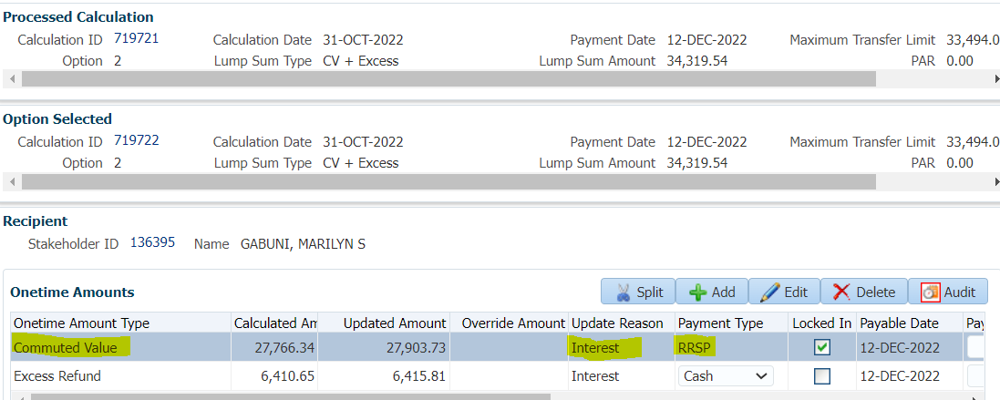 Processed Calculation
Calculation ID 719721 Calculation Date 31-OCT-2022 Payment Date 12-DEC-2022 Maximum Transfer Limit 33,494.0
Option 2 Lump Sum Type CV + Excess Lump Sum Amount 34,319.54 PAR 0.00
Option Selected
Calculation ID 719722 Calculation Date 31-OCT-2022 Payment Date 12-DEC-2022 Maximum Transfer Limit 33,494.0
Option 2 Lump Sum Type CV + Excess Lump Sum Amount 34,319.54 PAR 0.00
Recipient
Stakeholder ID 136395 Name GABUNI, MARILYN S
Onetime Amounts Split Add Edit Delete Audit
Onetime Amount Type Calculated Am Updated Amount Override Amount Update Reason Payment Type Locked In Payable Date Pay
Commuted Value 27,766.34 27,903.73 Interest RRSP 12-DEC-2022
Excess Refund 6,410.65 6,415.81 Interest Cash 12-DEC-2022